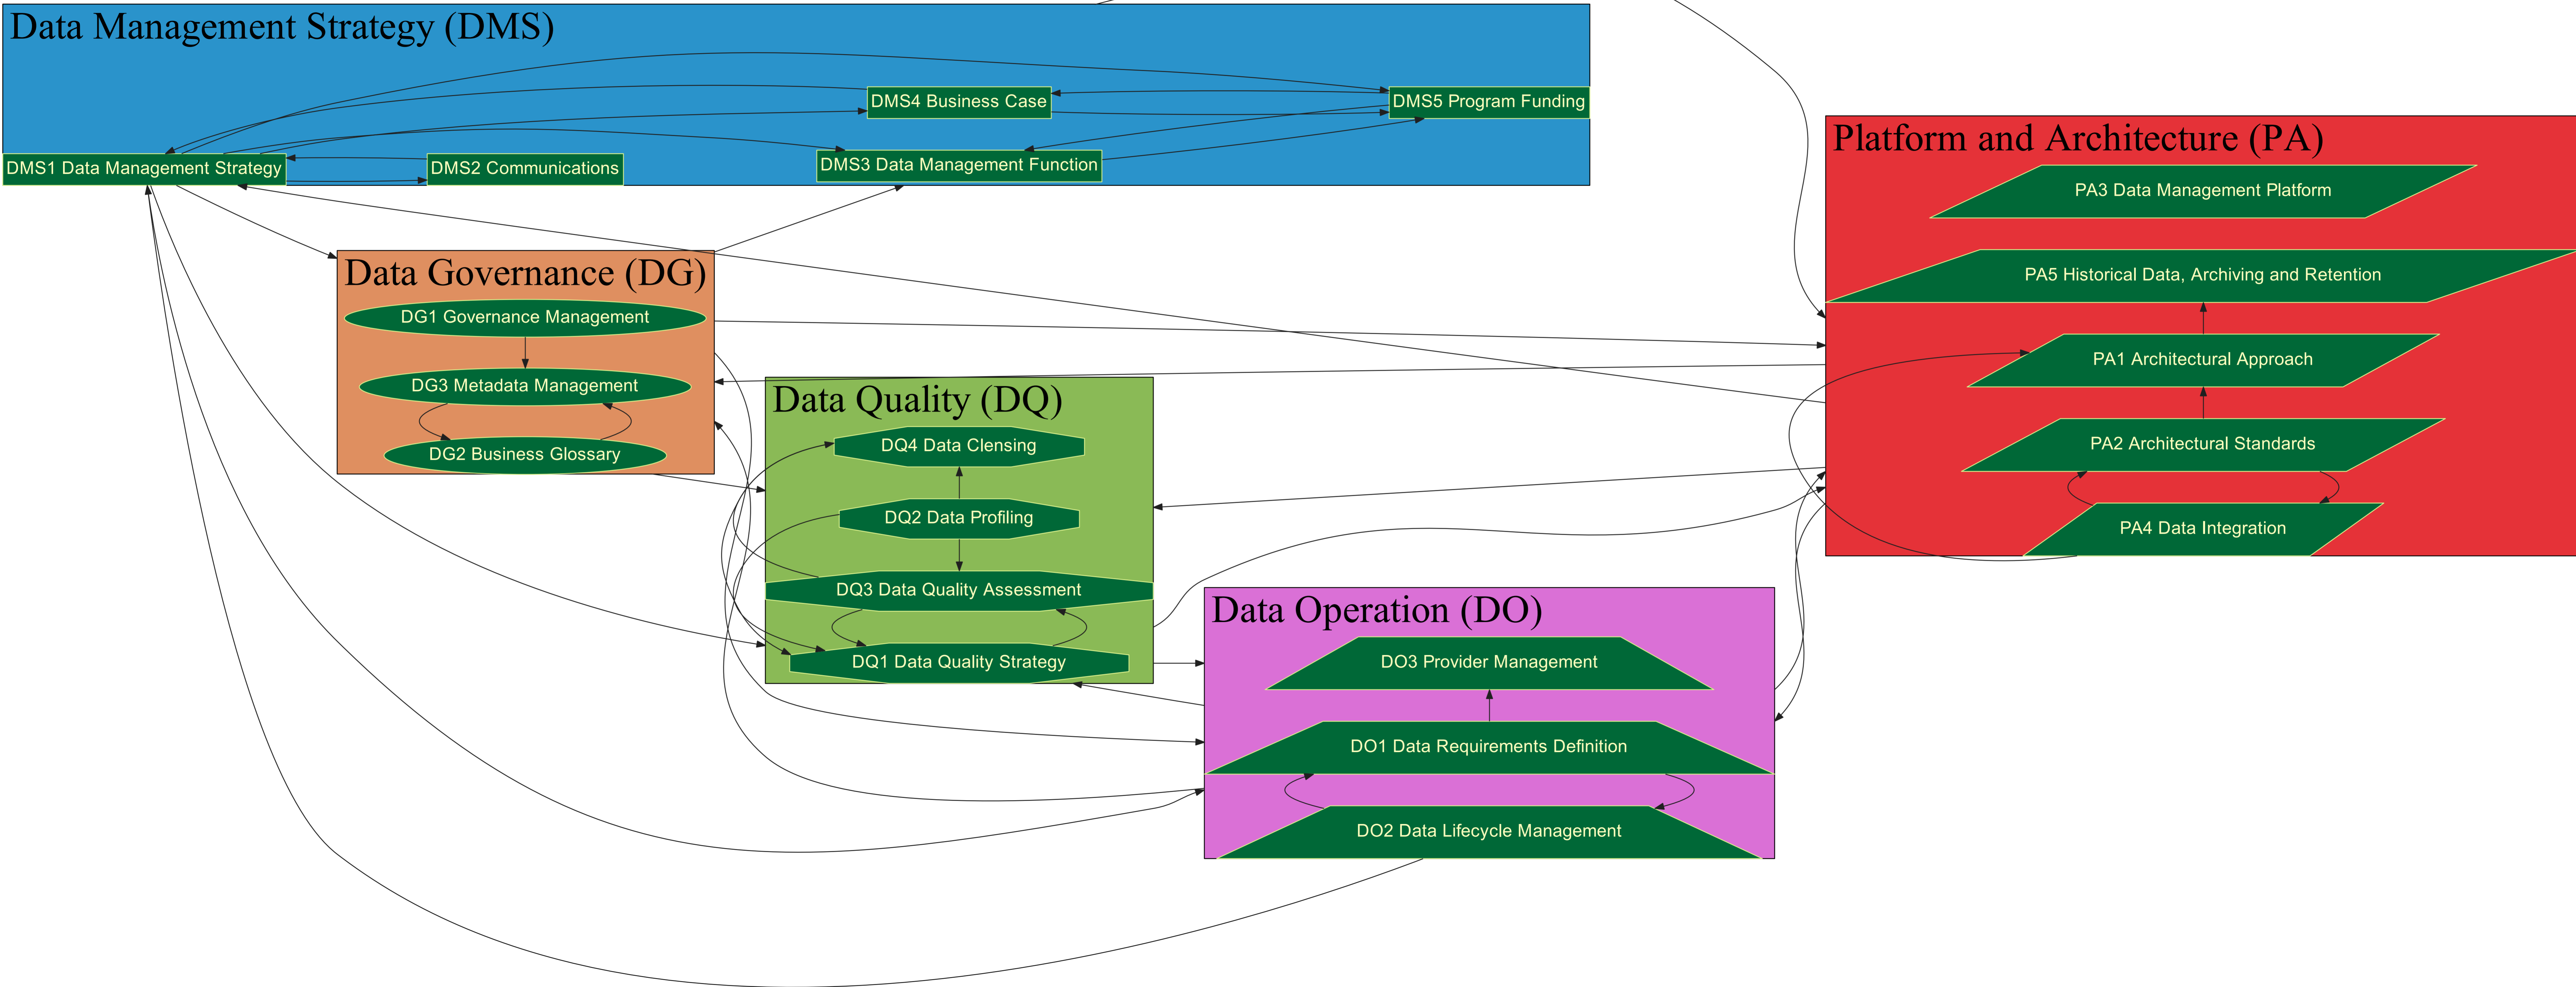 Data Management Strategy (DMS)
DMS4 Business Case
DMS5 Program Funding
DMS1 Data Management Strategy
DMS2 Communications
DMS3 Data Management Function
Data Governance (DG)
DG1 Governance Management
DG3 Metadata Management
DG2 Business Glossary
Data Quality (DQ)
DQ4 Data Clensing
DQ2 Data Profiling
DQ3 Data Quality Assessment
DQ1 Data Quality Strategy
Data Operation (DO)
DO3 Provider Management
DO1 Data Requirements Definition
DO2 Data Lifecycle Management
Platform and Architecture (PA)
PA3 Data Management Platform
PA5 Historical Data, Archiving and Retention
PA1 Architectural Approach
PA2 Architectural Standards
PA4 Data Integration